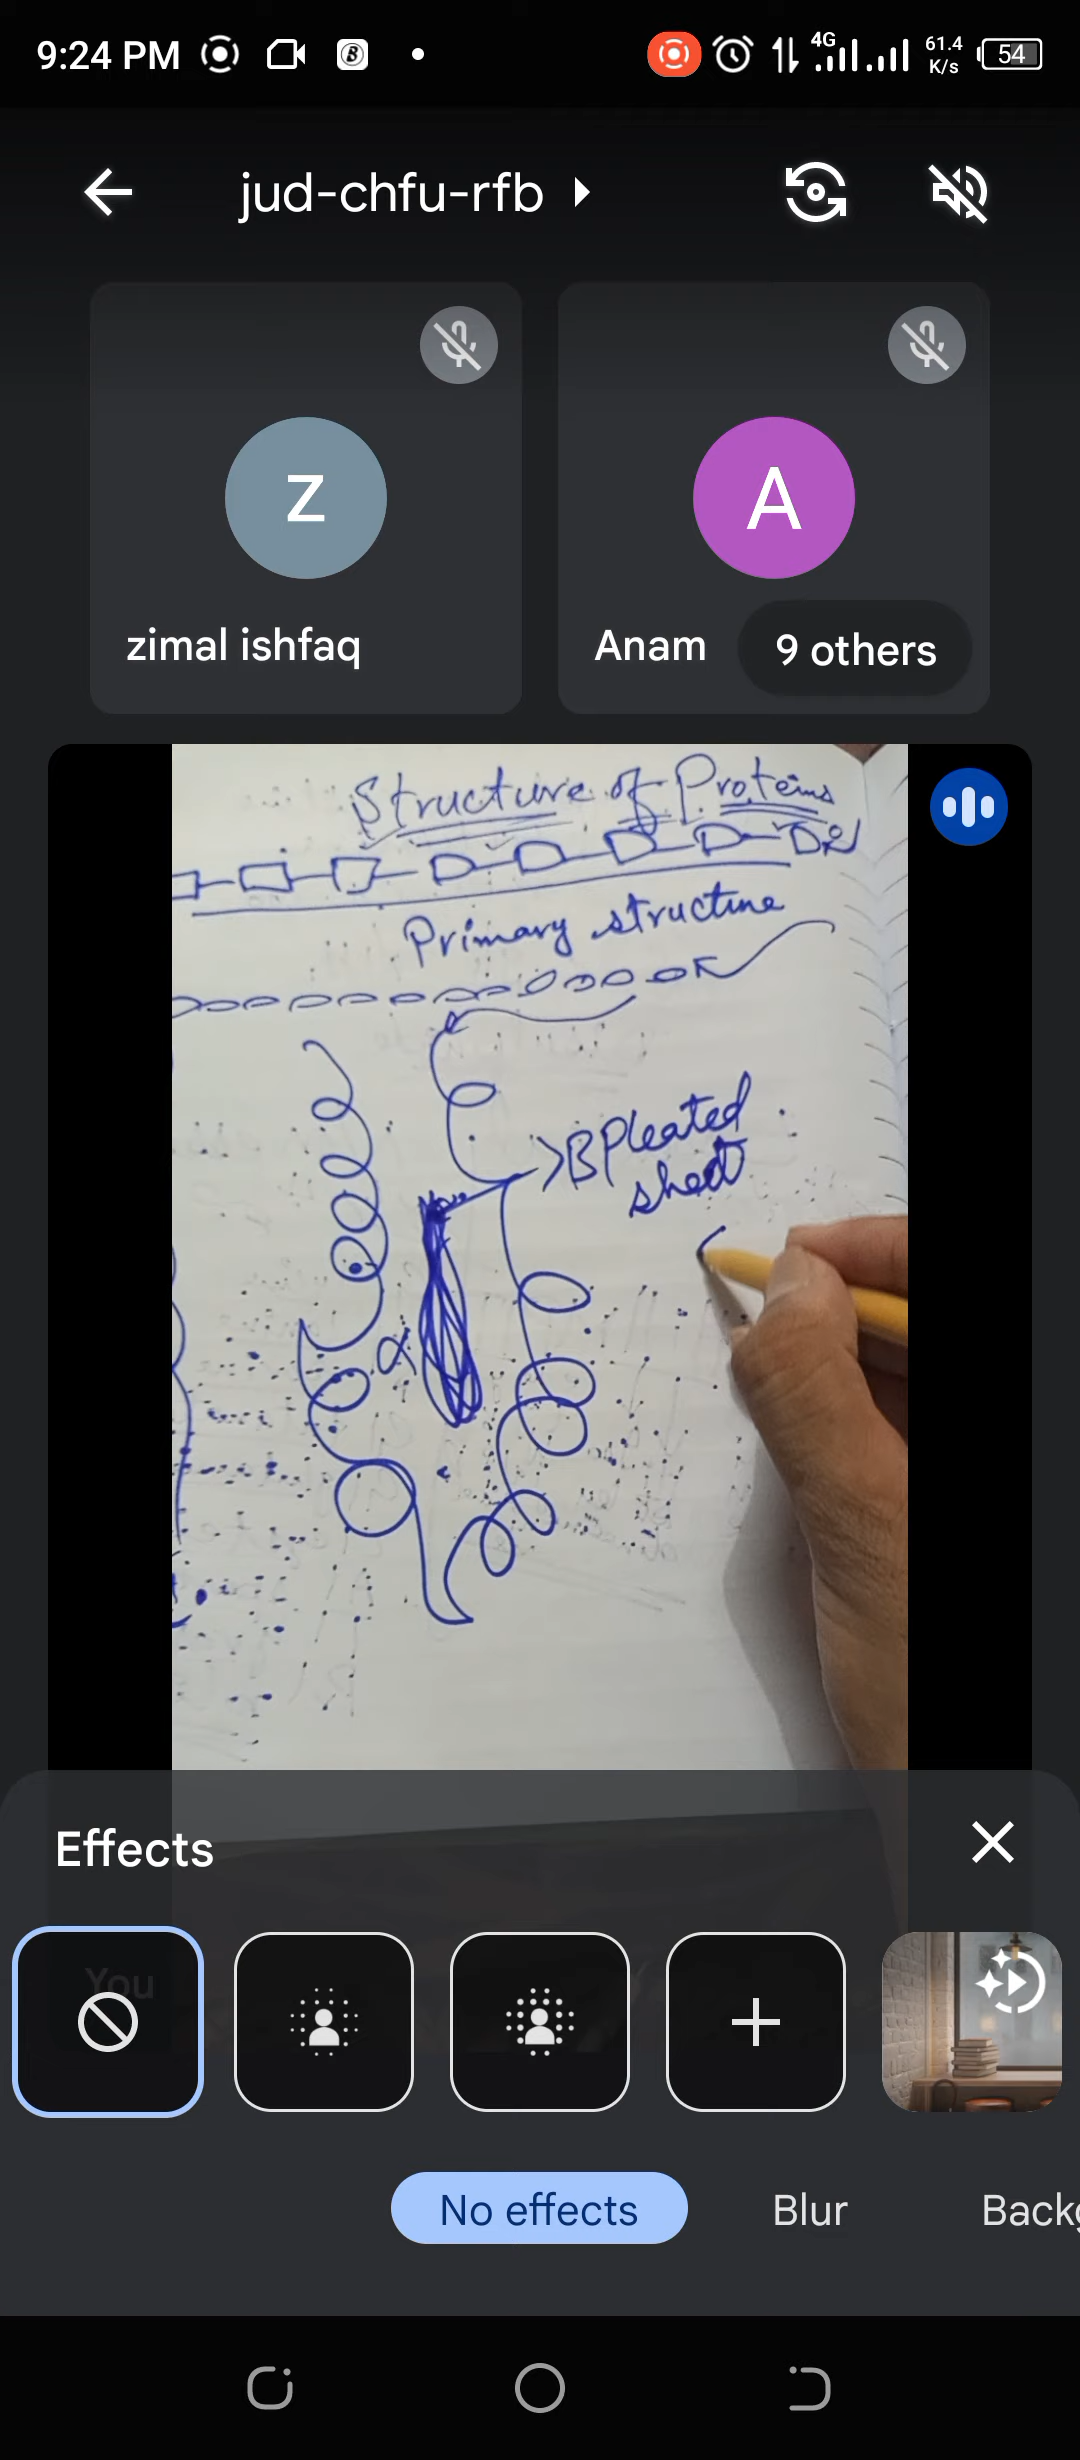 9:24 PM
4G
61.4
K/s
54
jud-chfu-rfb
z
zimal ishfaq
A
Anam
9 others
Structure of Proteins
Primary structure
>B Pleated
sheet
α
Effects
You
No effects
Blur
Backg